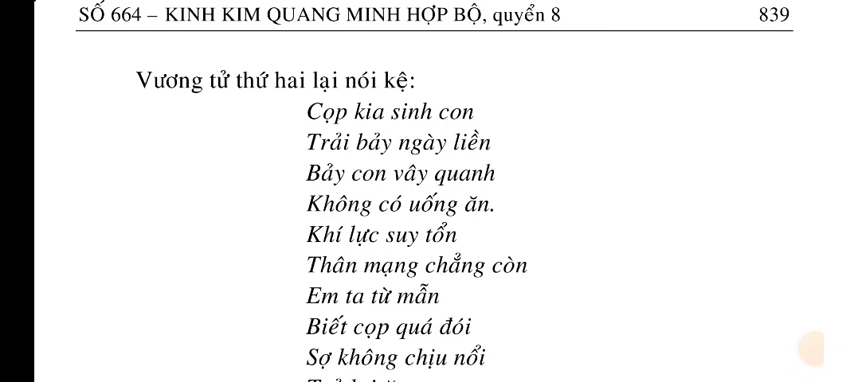 SỐ 664 – KINH KIM QUANG MINH HỢP BỘ, quyển 8 839
Vương tử thứ hai lại nói kệ:
Cọp kia sinh con
Trải bảy ngày liền
Bảy con vây quanh
Không có uống ăn.
Khí lực suy tổn
Thân mạng chẳng còn
Em ta từ mẫn
Biết cọp quá đói
Sợ không chịu nổi